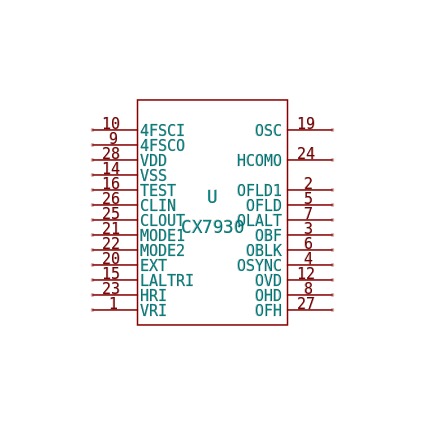 10 4FSCI OSC 19
9 4FSCO
28 VDD HCOMO 24
14 VSS
16 TEST U OFLD1 2
26 CLIN OFLD 5
25 CLOUT OLALT 7
CX7930
21 MODE1 OBF 3
22 MODE2 OBLK 6
20 EXT OSYNC 4
15 LALTRI OVD 12
23 HRI OHD 8
1 VRI OFH 27